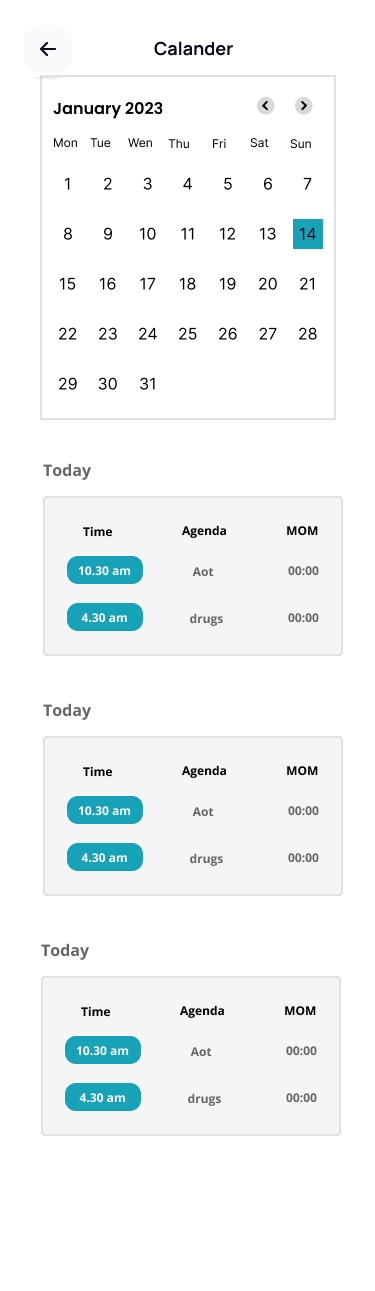 Calander
January 2023
Mon Tue Wen Thu Fri Sat Sun
1 2 3 4 5 6 7
8 9 10 11 12 13 14
15 16 17 18 19 20 21
22 23 24 25 26 27 28
29 30 31
Today
Time Agenda MOM
10.30 am Aot 00:00
4.30 am drugs 00:00
Today
Time Agenda MOM
10.30 am Aot 00:00
4.30 am drugs 00:00
Today
Time Agenda MOM
10.30 am Aot 00:00
4.30 am drugs 00:00